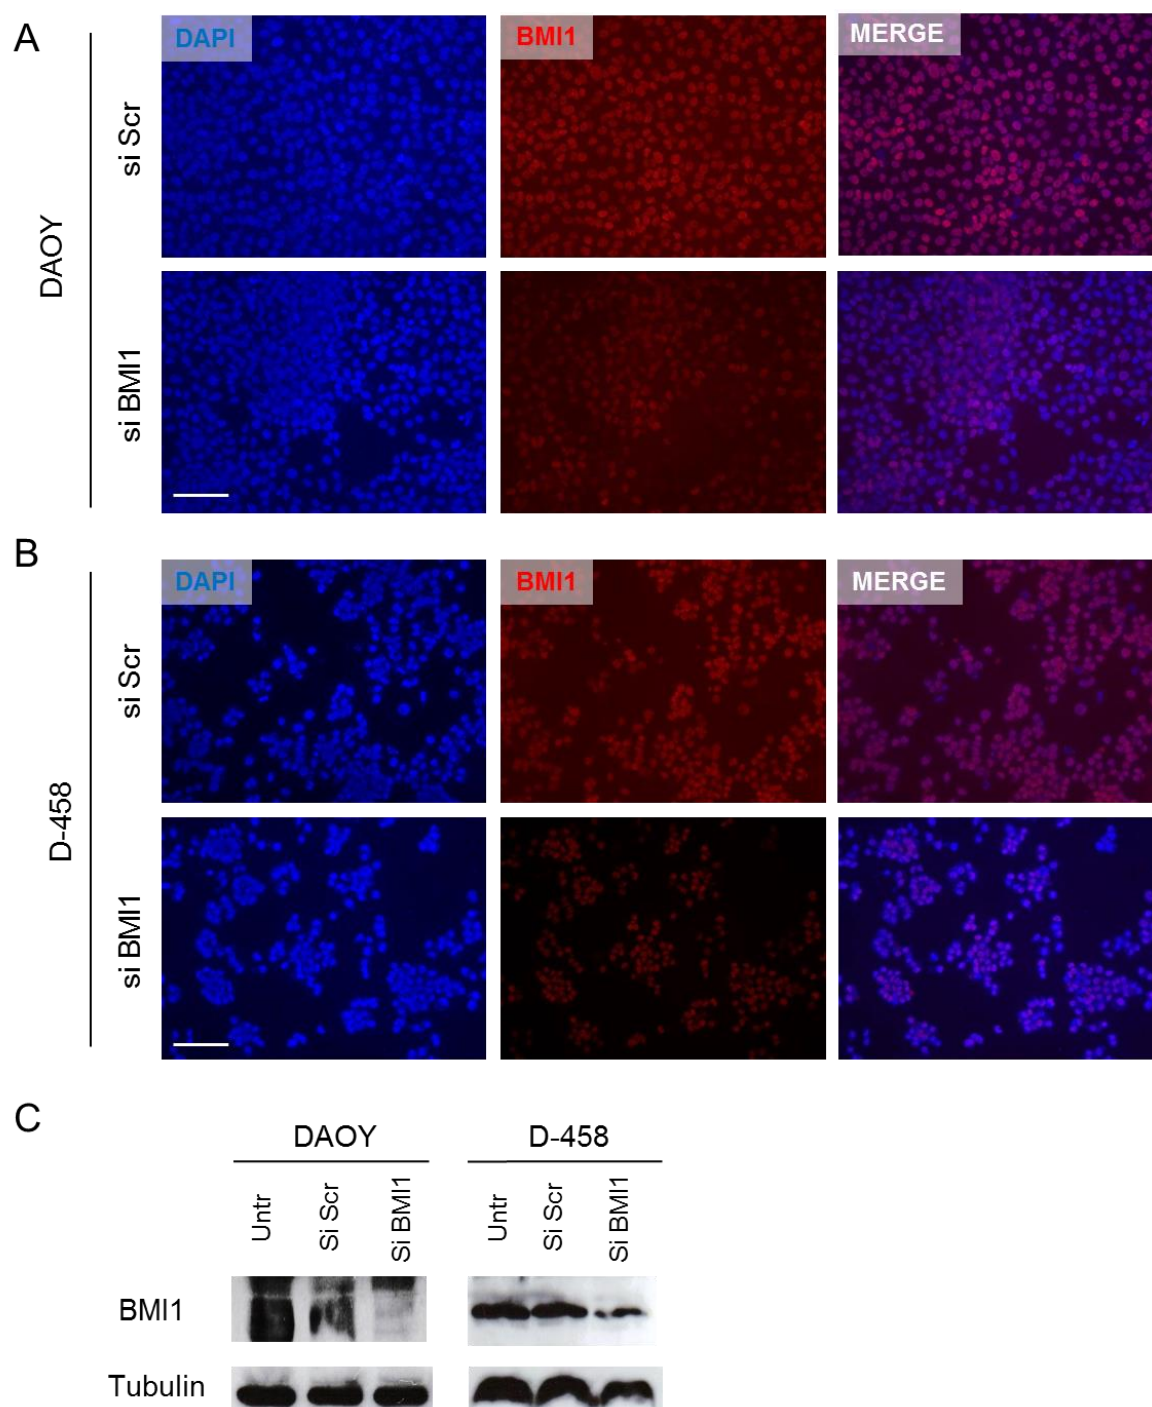 A
DAPI BMI1 MERGE
si Scr
DAOY
si BMI1
B
DAPI BMI1 MERGE
si Scr
D-458
si BMI1
C
DAOY D-458
Untr Si Scr Si BMI1 Untr Si Scr Si BMI1
BMI1
Tubulin